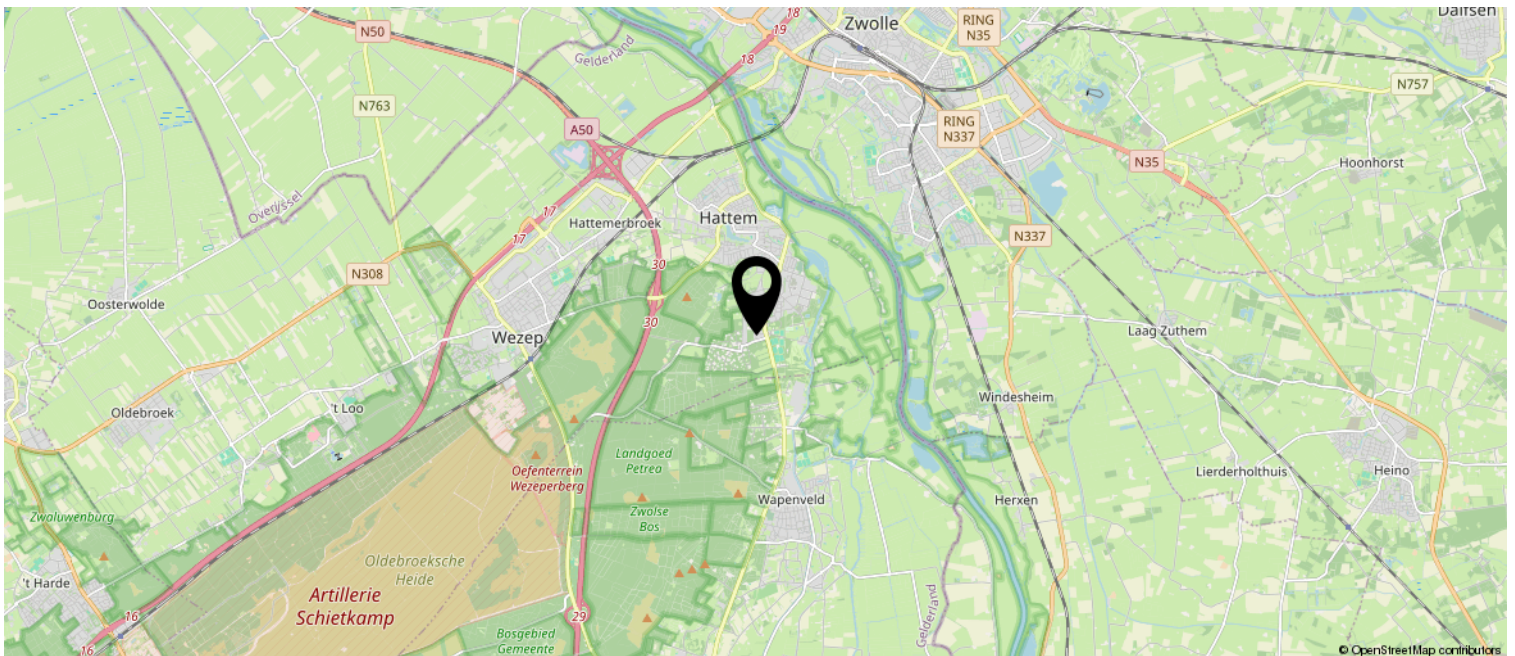 18
Zwolle
RING
N35
Dalfsen
N50
19
Gelderland
18
N757
N763
A50
RING
N337
N35
Hoonhorst
Overijssel
17
Hattemerbroek
Hattem
17
N337
30
N308
Oosterwolde
30
Laag Zuthem
Wezep
Windesheim
Oldebroek
't Loo
Landgoed
Petrea
Oefenterrein
Wezeperberg
Lierderholthuis
Heino
Wapenveld
Herxen
Zwaluwenburg
Zwolse
Bos
Oldebroeksche
Heide
't Harde
Artillerie
Schietkamp
16
29
Gelderland
Bosgebied
Gemeente
16
© OpenStreetMap contributors